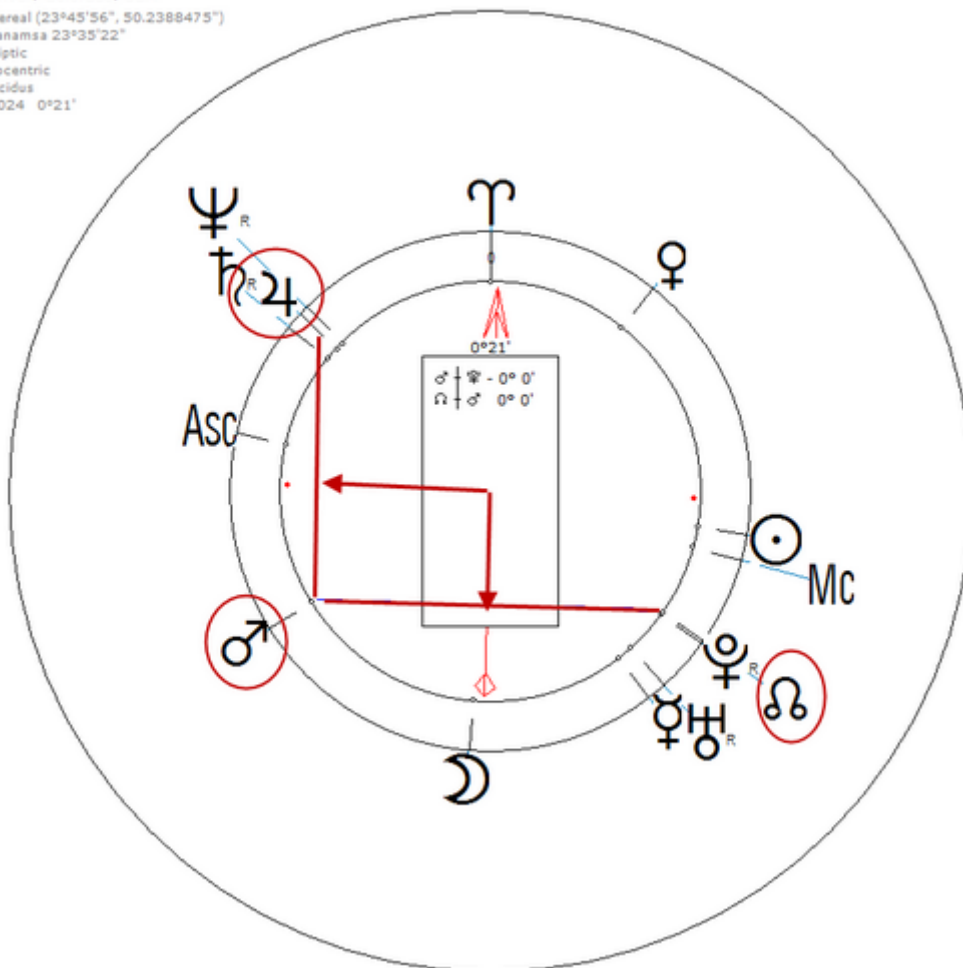 ereal (23°45'56", 50.2388475")
anamsa 23°35'22"
iptic
ocentric
cidus
024 0°21'
♆ R
♈
♀
♄ R ♃
0
0°21'
♂ ♆ - 0° 0'
☊ ♂ 0° 0'
Asc
☉
Mc
♂
♇ R
☊
☿ ♅ R
☽